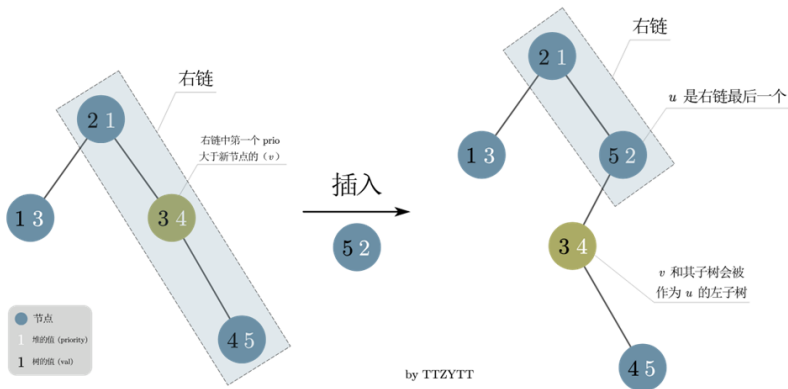 右链
2 1
右链中第一个 prio
大于新节点的（v）
1 3
3 4
4 5
节点
1 堆的值 (priority)
1 树的值 (val)
插入
5 2
右链
2 1
u 是右链最后一个
1 3
5 2
3 4
v 和其子树会被
作为 u 的左子树
4 5
by TTZYTT